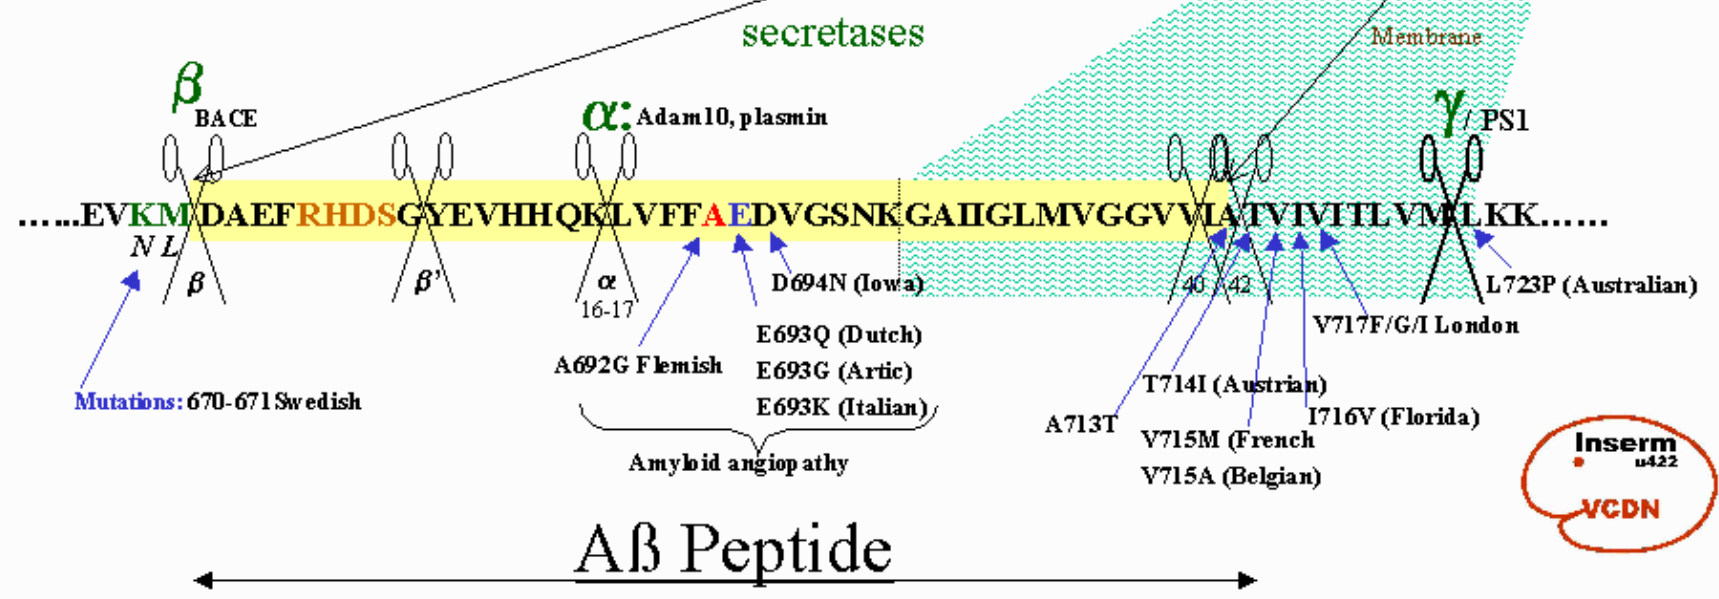 secretases
Membrane
β
BACE
α: Adam10, plasmin
γ / PS1
......EVKM DAEFRHDSGYEVHHQKLVFFAEDVGSNKGAIIGLMVGGVVIATVIVITLVMLKK......
N L
β
β'
α
16-17
40
42
D694N (Iowa)
L723P (Australian)
E693Q (Dutch)
V717F/G/I London
A692G Flemish
E693G (Artic)
T714I (Austrian)
Mutations: 670-671 Swedish
E693K (Italian)
A713T
I716V (Florida)
V715M (French
V715A (Belgian)
Amyloid angiopathy
Inserm
u422
VCDN
Aß Peptide